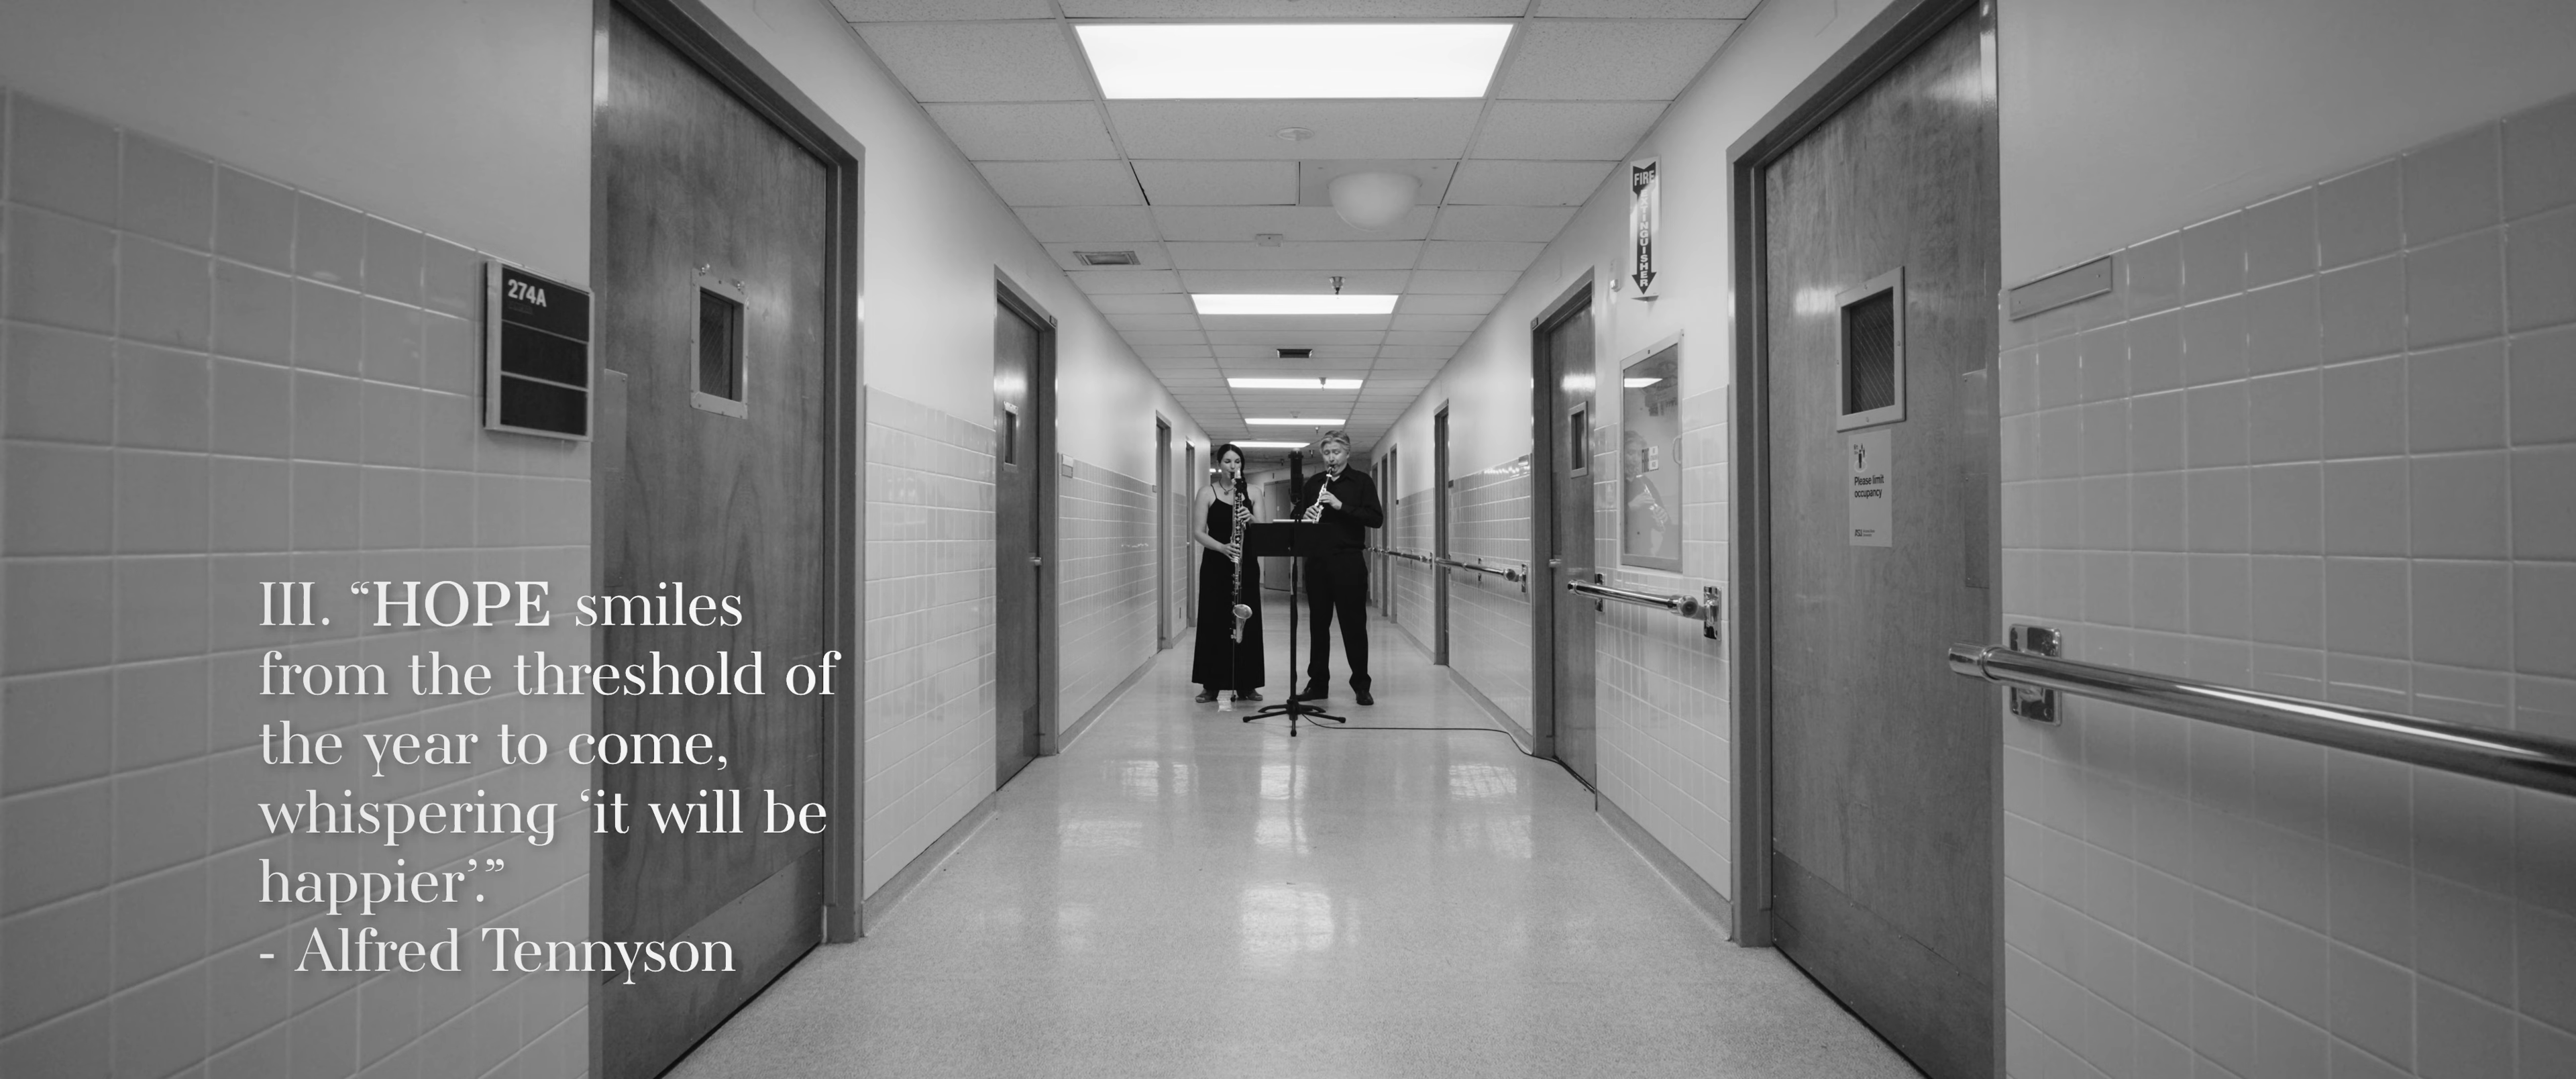 FIRE
EXTINGUISHER
274A
Please limit
occupancy
III. “HOPE smiles
from the threshold of
the year to come,
whispering ‘it will be
happier’.”
- Alfred Tennyson